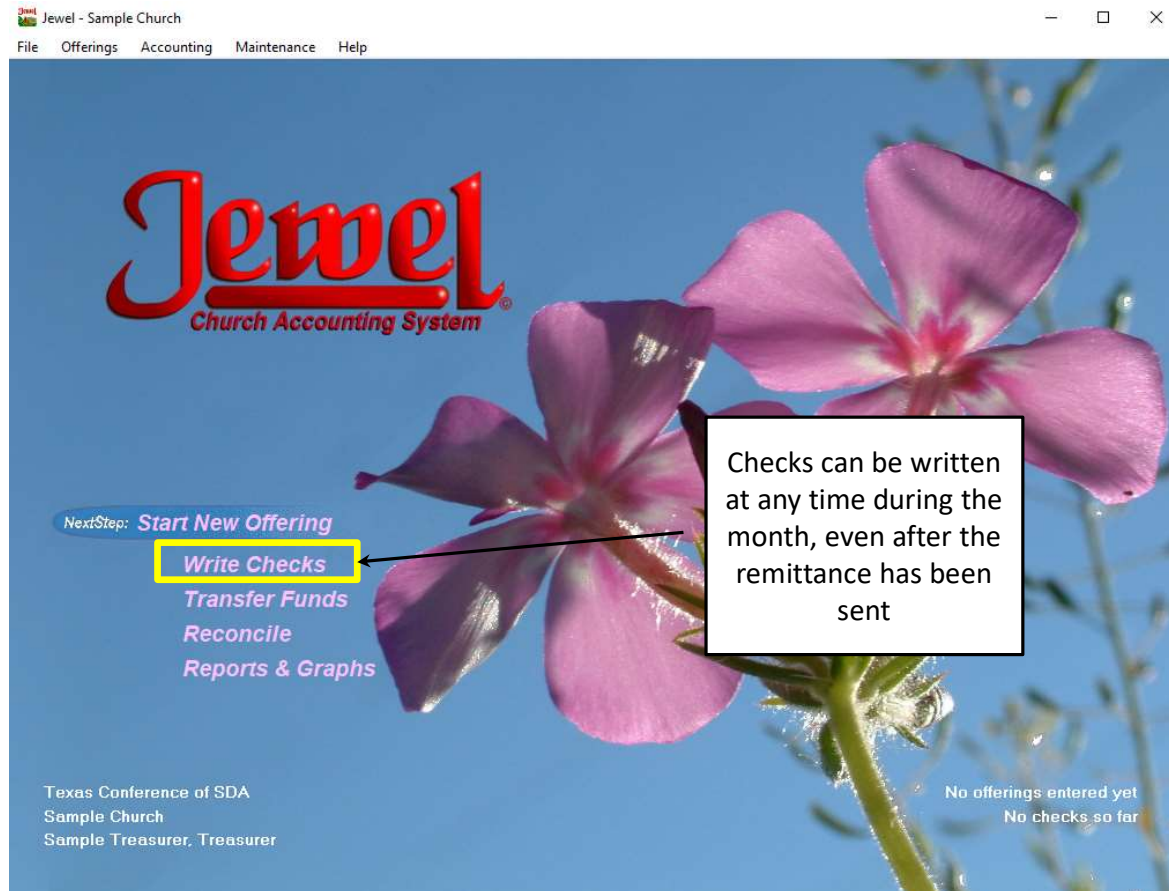 Jewel
Jewel - Sample Church
File Offerings Accounting Maintenance Help
Jewel©
Church Accounting System
Checks can be written
at any time during the
month, even after the
remittance has been
sent
NextStep: Start New Offering
Write Checks
Transfer Funds
Reconcile
Reports & Graphs
Texas Conference of SDA
Sample Church
Sample Treasurer, Treasurer
No offerings entered yet
No checks so far